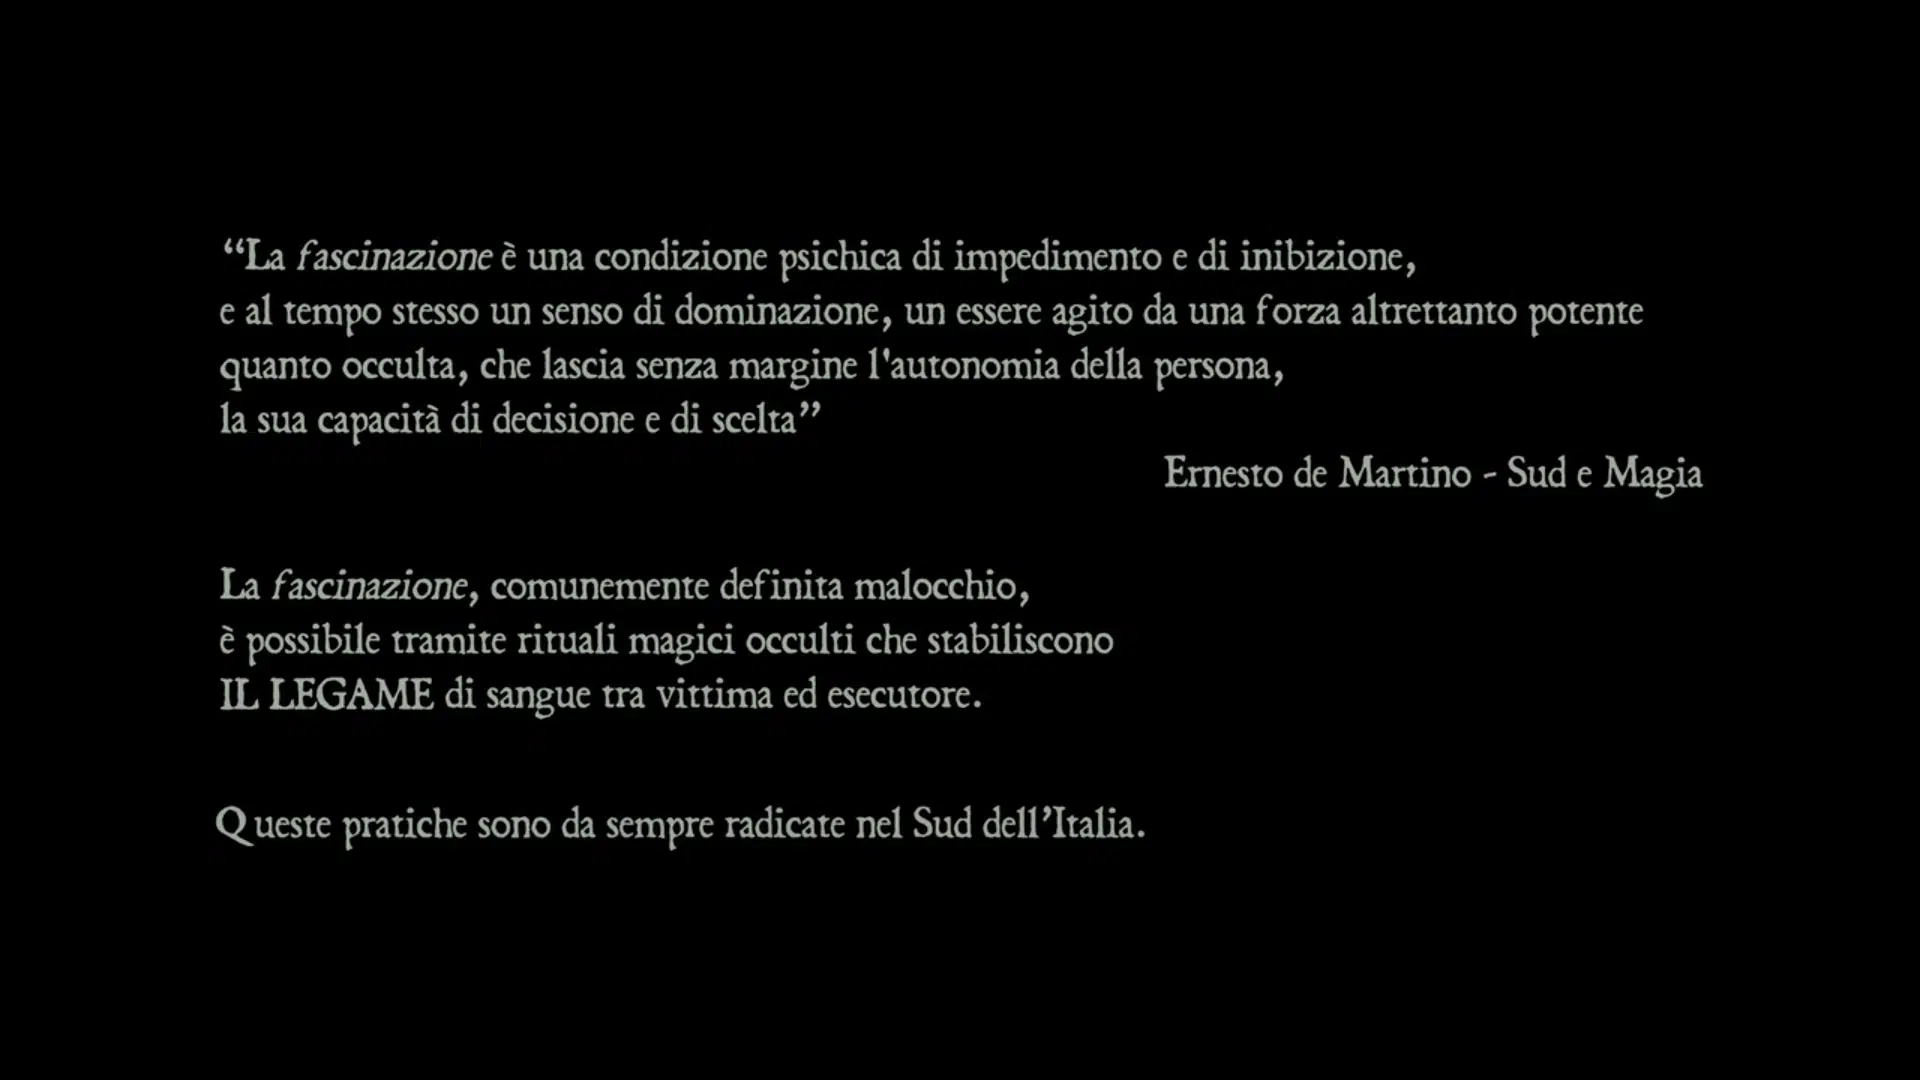 “La fascinazione è una condizione psichica di impedimento e di inibizione,
e al tempo stesso un senso di dominazione, un essere agito da una forza altrettanto potente
quanto occulta, che lascia senza margine l'autonomia della persona,
la sua capacità di decisione e di scelta”
Ernesto de Martino - Sud e Magia
La fascinazione, comunemente definita malocchio,
è possibile tramite rituali magici occulti che stabiliscono
IL LEGAME di sangue tra vittima ed esecutore.
Queste pratiche sono da sempre radicate nel Sud dell’Italia.